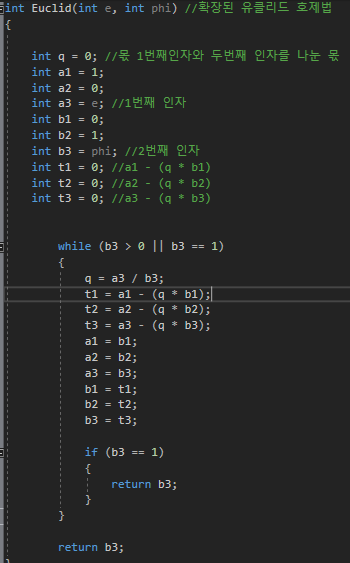 int Euclid(int e, int phi) //확장된 유클리드 호제법
{
int q = 0; //몫 1번째인자와 두번째 인자를 나눈 몫
int a1 = 1;
int a2 = 0;
int a3 = e; //1번째 인자
int b1 = 0;
int b2 = 1;
int b3 = phi; //2번째 인자
int t1 = 0; //a1 - (q * b1)
int t2 = 0; //a2 - (q * b2)
int t3 = 0; //a3 - (q * b3)
while (b3 > 0 || b3 == 1)
{
q = a3 / b3;
t1 = a1 - (q * b1);
t2 = a2 - (q * b2);
t3 = a3 - (q * b3);
a1 = b1;
a2 = b2;
a3 = b3;
b1 = t1;
b2 = t2;
b3 = t3;
if (b3 == 1)
{
return b3;
}
}
return b3;
}